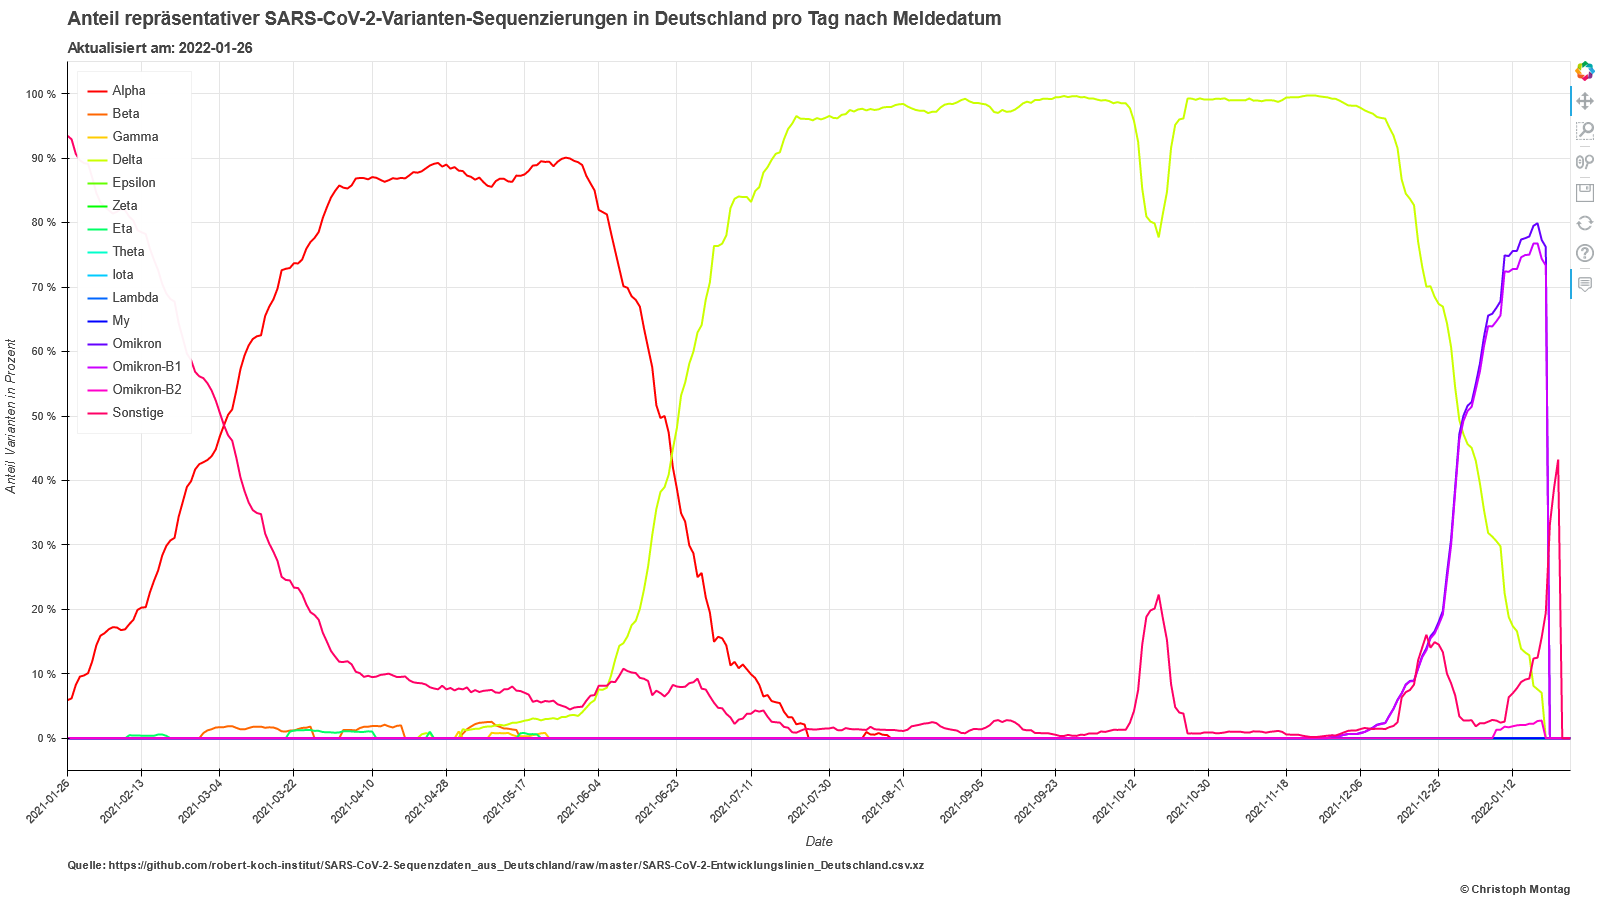 Anteil repräsentativer SARS-CoV-2-Varianten-Sequenzierungen in Deutschland pro Tag nach Meldedatum
Aktualisiert am: 2022-01-26
Alpha
Beta
Gamma
Delta
Epsilon
Zeta
Eta
Theta
Iota
Lambda
My
Omikron
Omikron-B1
Omikron-B2
Sonstige
100 %
90 %
80 %
70 %
60 %
50 %
40 %
30 %
20 %
10 %
0 %
Anteil Varianten in Prozent
2021-01-26
2021-02-13
2021-03-04
2021-03-22
2021-04-10
2021-04-28
2021-05-17
2021-06-04
2021-06-23
2021-07-11
2021-07-30
2021-08-17
2021-09-05
2021-09-23
2021-10-12
2021-10-30
2021-11-18
2021-12-06
2021-12-25
2022-01-12
Date
Quelle: https://github.com/robert-koch-institut/SARS-CoV-2-Sequenzdaten_aus_Deutschland/raw/master/SARS-CoV-2-Entwicklungslinien_Deutschland.csv.xz
© Christoph Montag